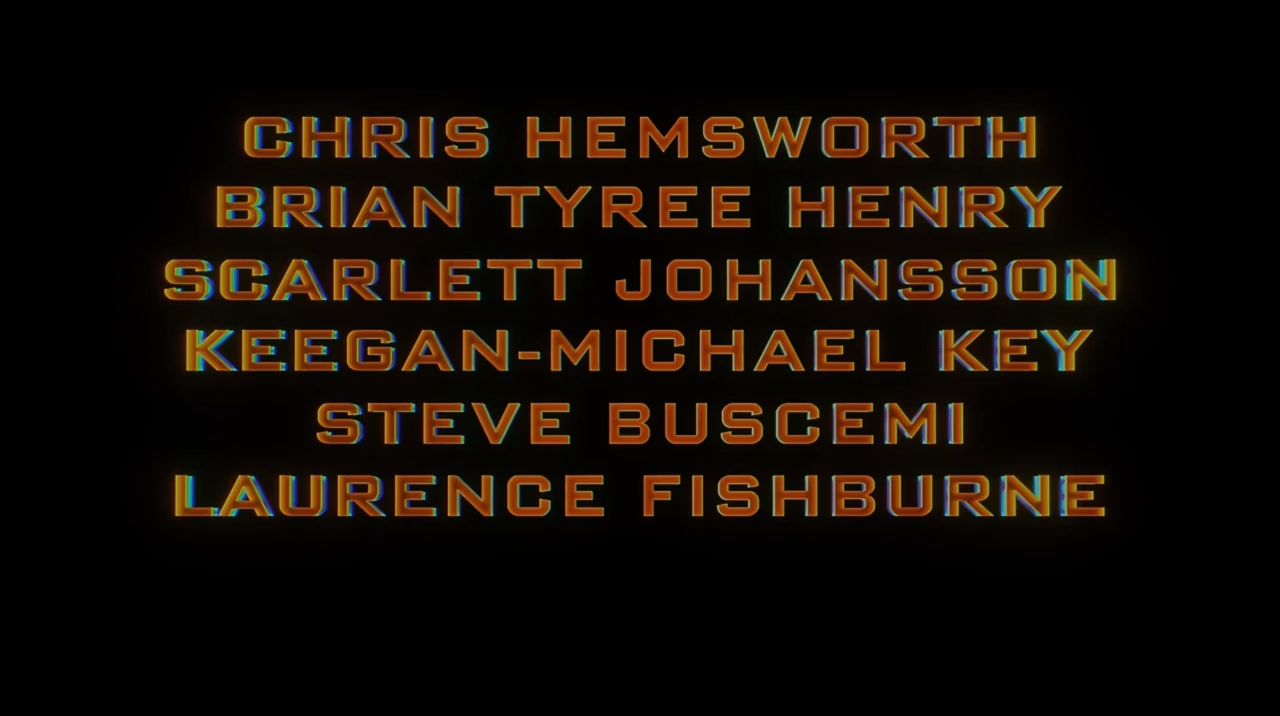 CHRIS HEMSWORTH
BRIAN TYREE HENRY
SCARLETT JOHANSSON
KEEGAN-MICHAEL KEY
STEVE BUSCEMI
LAURENCE FISHBURNE